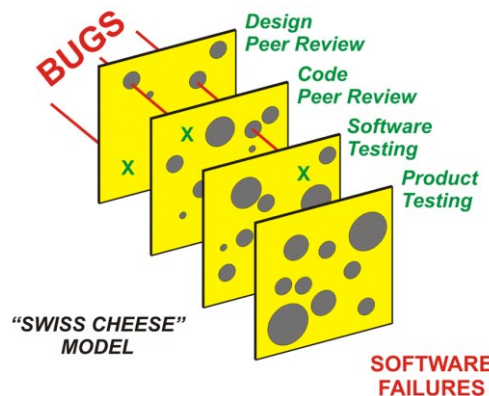 BUGS
Design
Peer Review
Code
Peer Review
X
X
Software
Testing
X
Product
Testing
“SWISS CHEESE”
MODEL
SOFTWARE
FAILURES